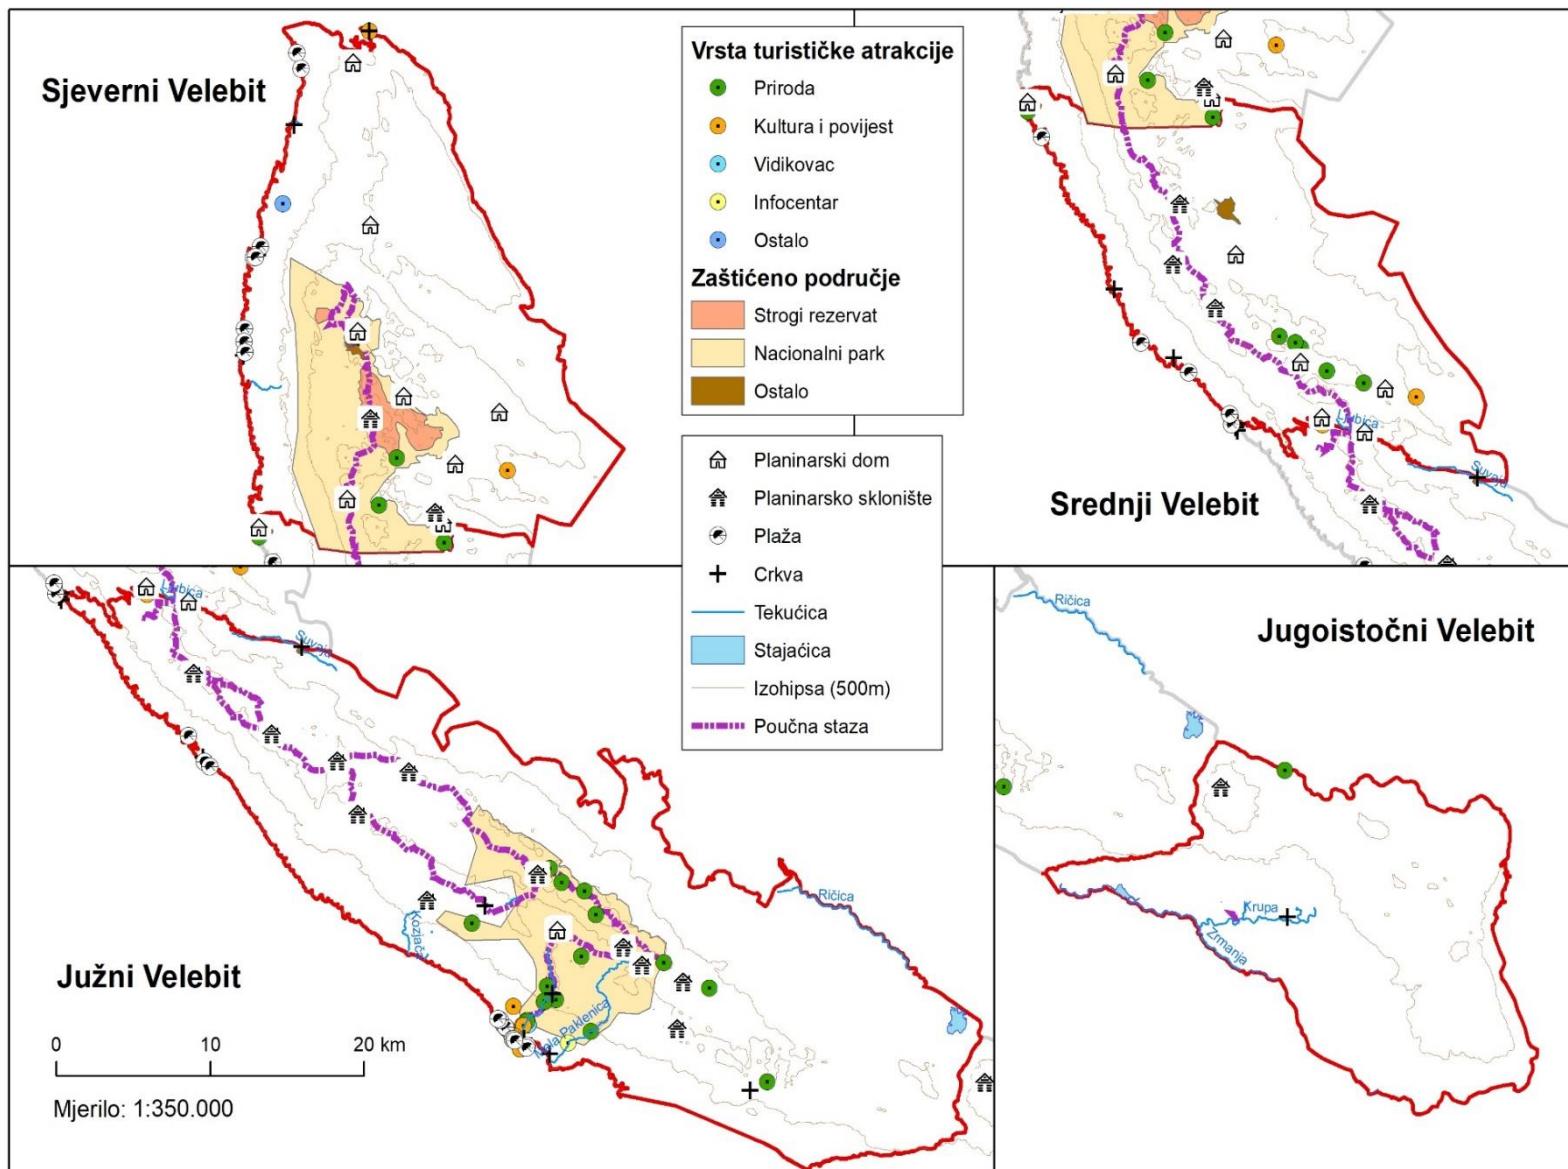 Sjeverni Velebit
Vrsta turističke atrakcije
Priroda
Kultura i povijest
Vidikovac
Infocentar
Ostalo
Zaštićeno područje
Strogi rezervat
Nacionalni park
Ostalo
Planinarski dom
Planinarsko sklonište
Plaža
Crkva
Tekućica
Stajaćica
Izohipsa (500m)
Poučna staza
Ljubica
Suvaja
Srednji Velebit
Ljubica
Suvaja
Kozjača
Ričica
Mala Paklenica
Južni Velebit
0 10 20 km
Mjerilo: 1:350.000
Ričica
Jugoistočni Velebit
Krupa
Zrmanja